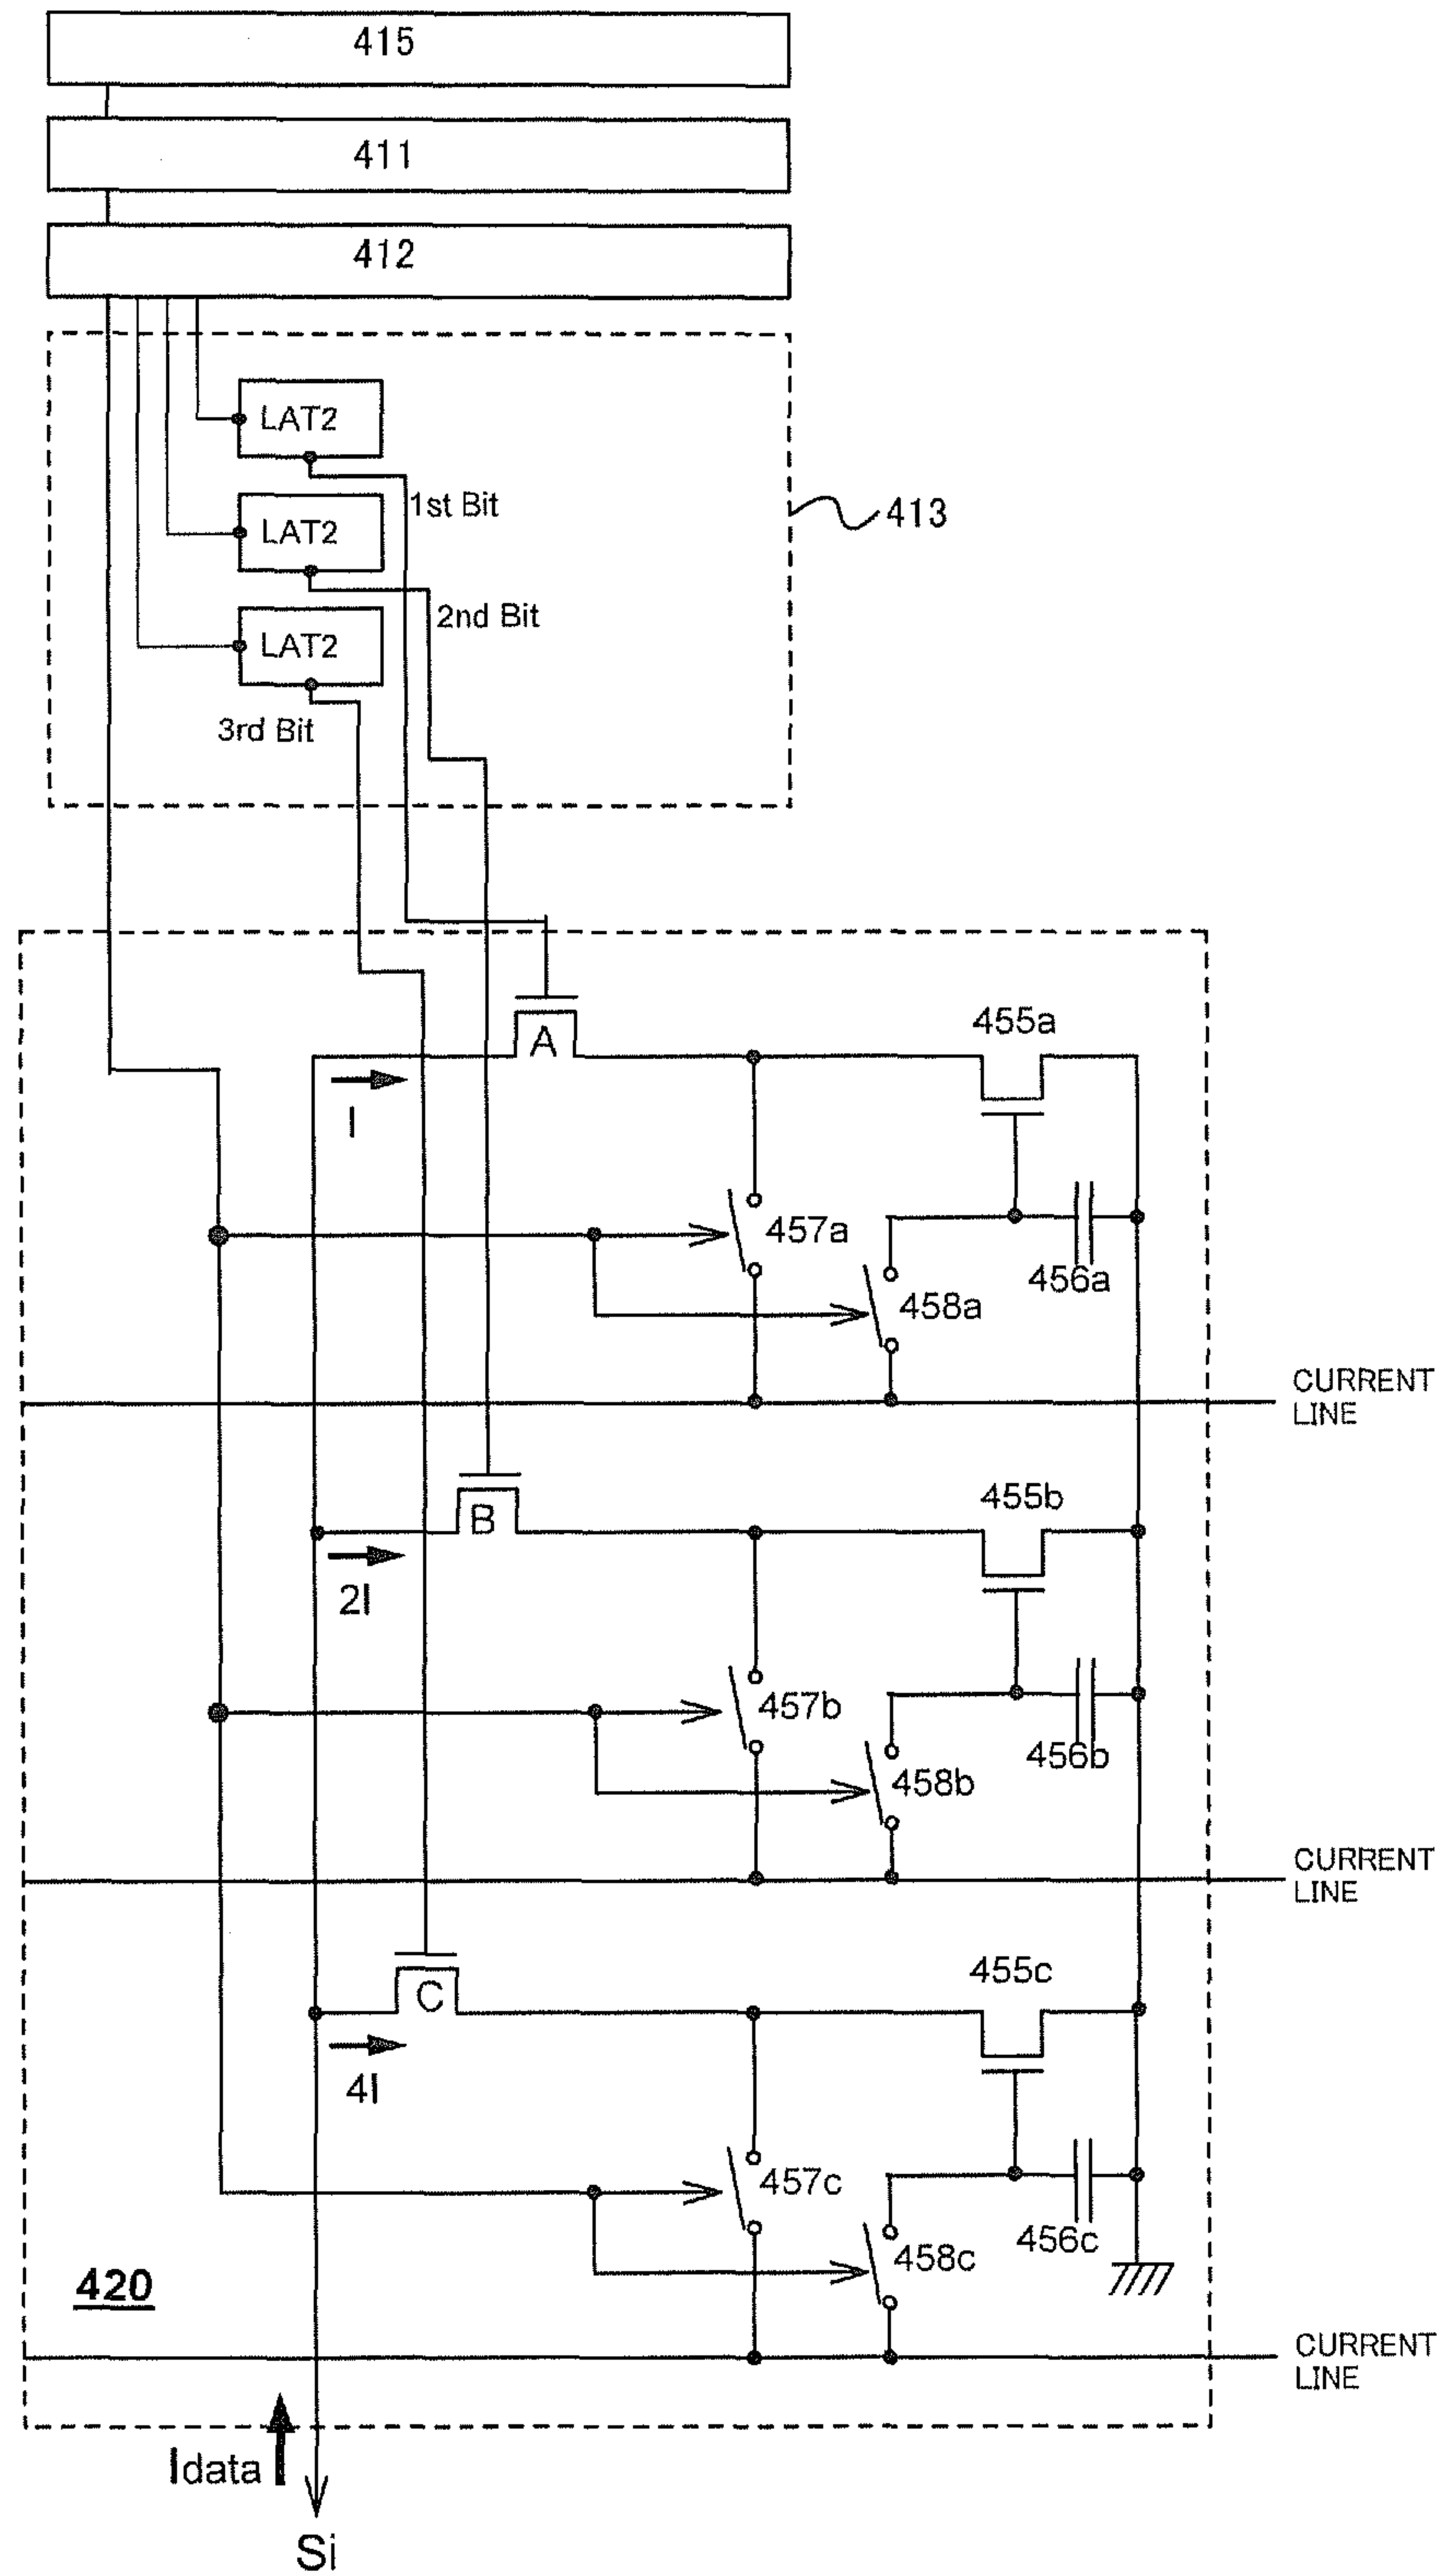 415
411
412
LAT2
1st Bit
LAT2
413
2nd Bit
LAT2
3rd Bit
A
455a
I
457a
456a
458a
CURRENT
LINE
B
455b
2I
457b
456b
458b
CURRENT
LINE
C
455c
4I
457c
456c
458c
420
CURRENT
LINE
Idata
Si